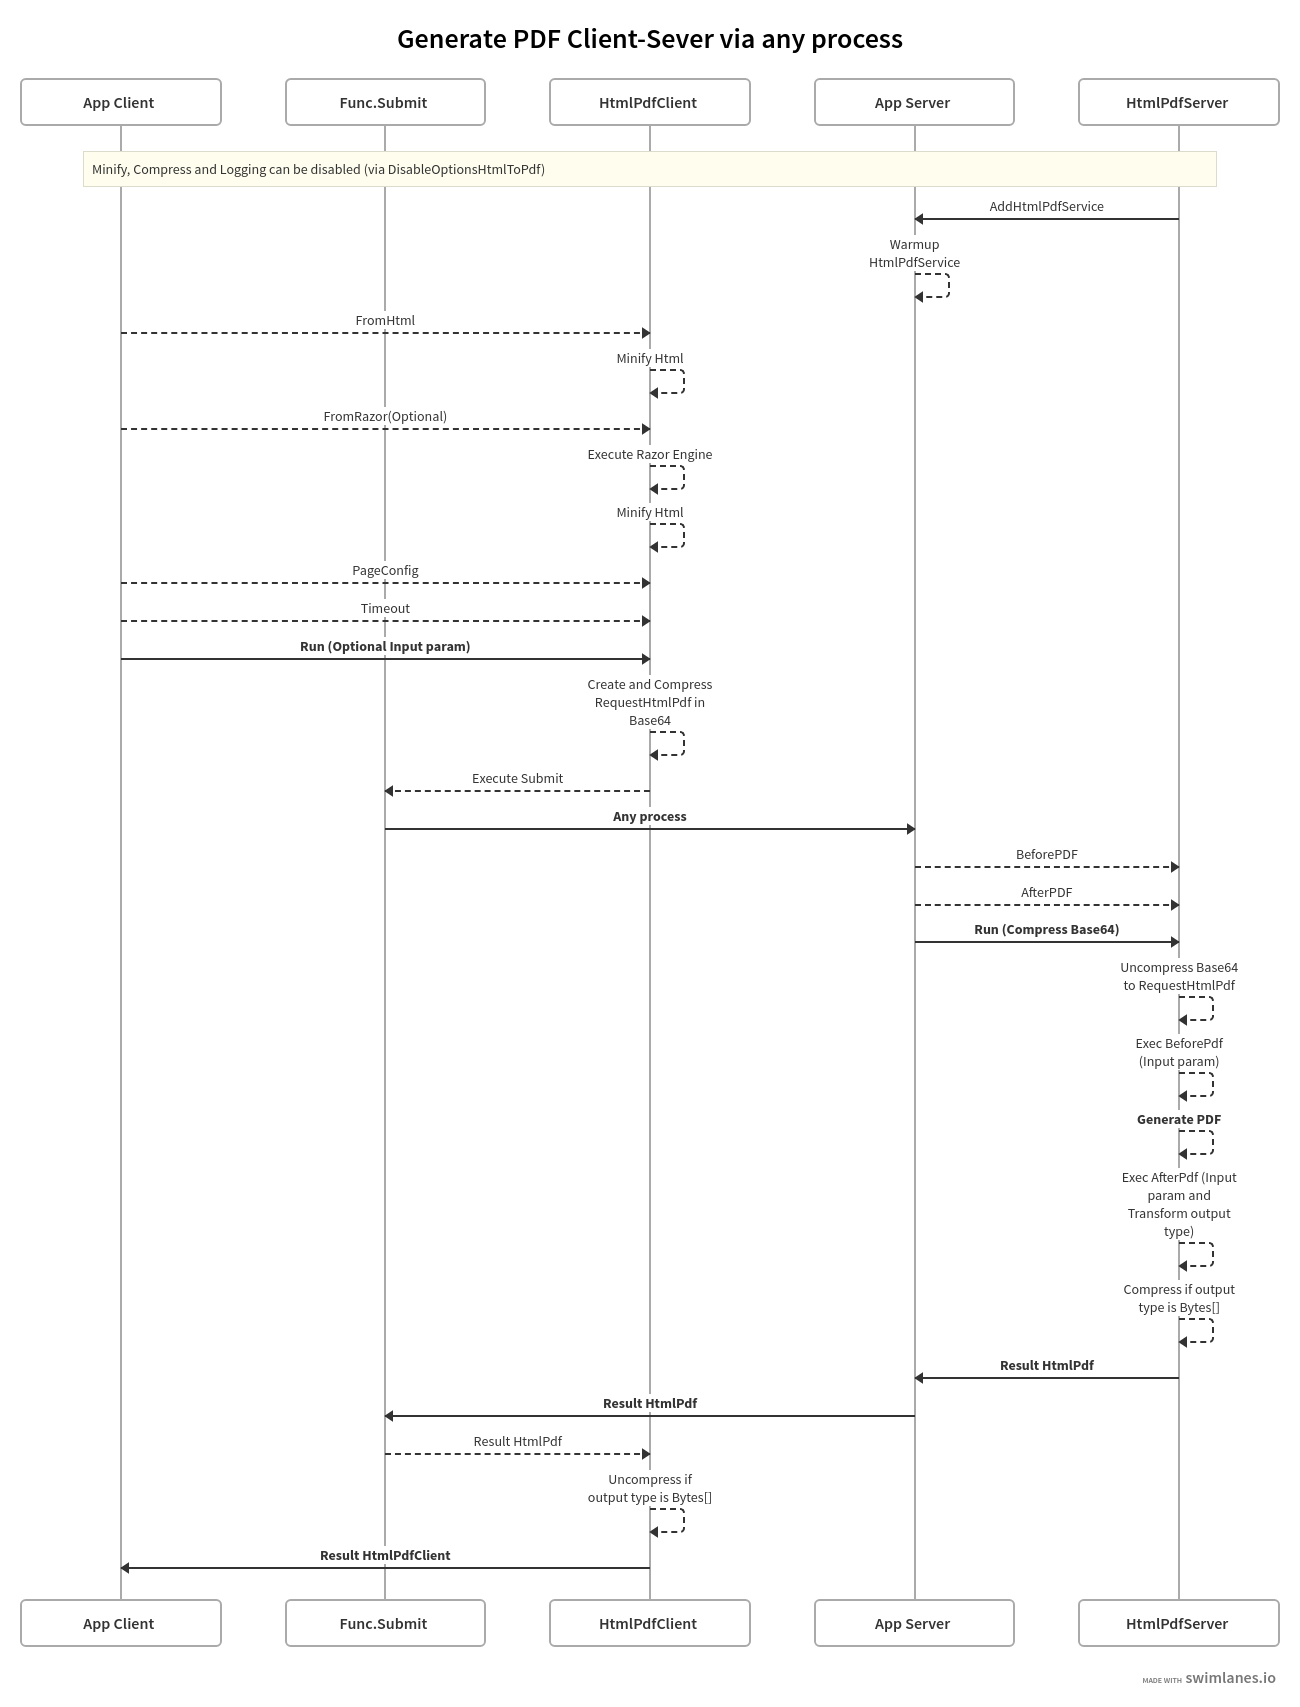 Generate PDF Client-Sever via any process
App Client
Func.Submit
HtmlPdfClient
App Server
HtmlPdfServer
Minify, Compress and Logging can be disabled (via DisableOptionsHtmlToPdf)
AddHtmlPdfService
Warmup
HtmlPdfService
FromHtml
Minify Html
FromRazor(Optional)
Execute Razor Engine
Minify Html
PageConfig
Timeout
Run (Optional Input param)
Create and Compress
RequestHtmlPdf in
Base64
Execute Submit
Any process
BeforePDF
AfterPDF
Run (Compress Base64)
Uncompress Base64
to RequestHtmlPdf
Exec BeforePdf
(Input param)
Generate PDF
Exec AfterPdf (Input
param and
Transform output
type)
Compress if output
type is Bytes[]
Result HtmlPdf
Result HtmlPdf
Result HtmlPdf
Uncompress if
output type is Bytes[]
Result HtmlPdfClient
App Client
Func.Submit
HtmlPdfClient
App Server
HtmlPdfServer
MADE WITH swimlanes.io